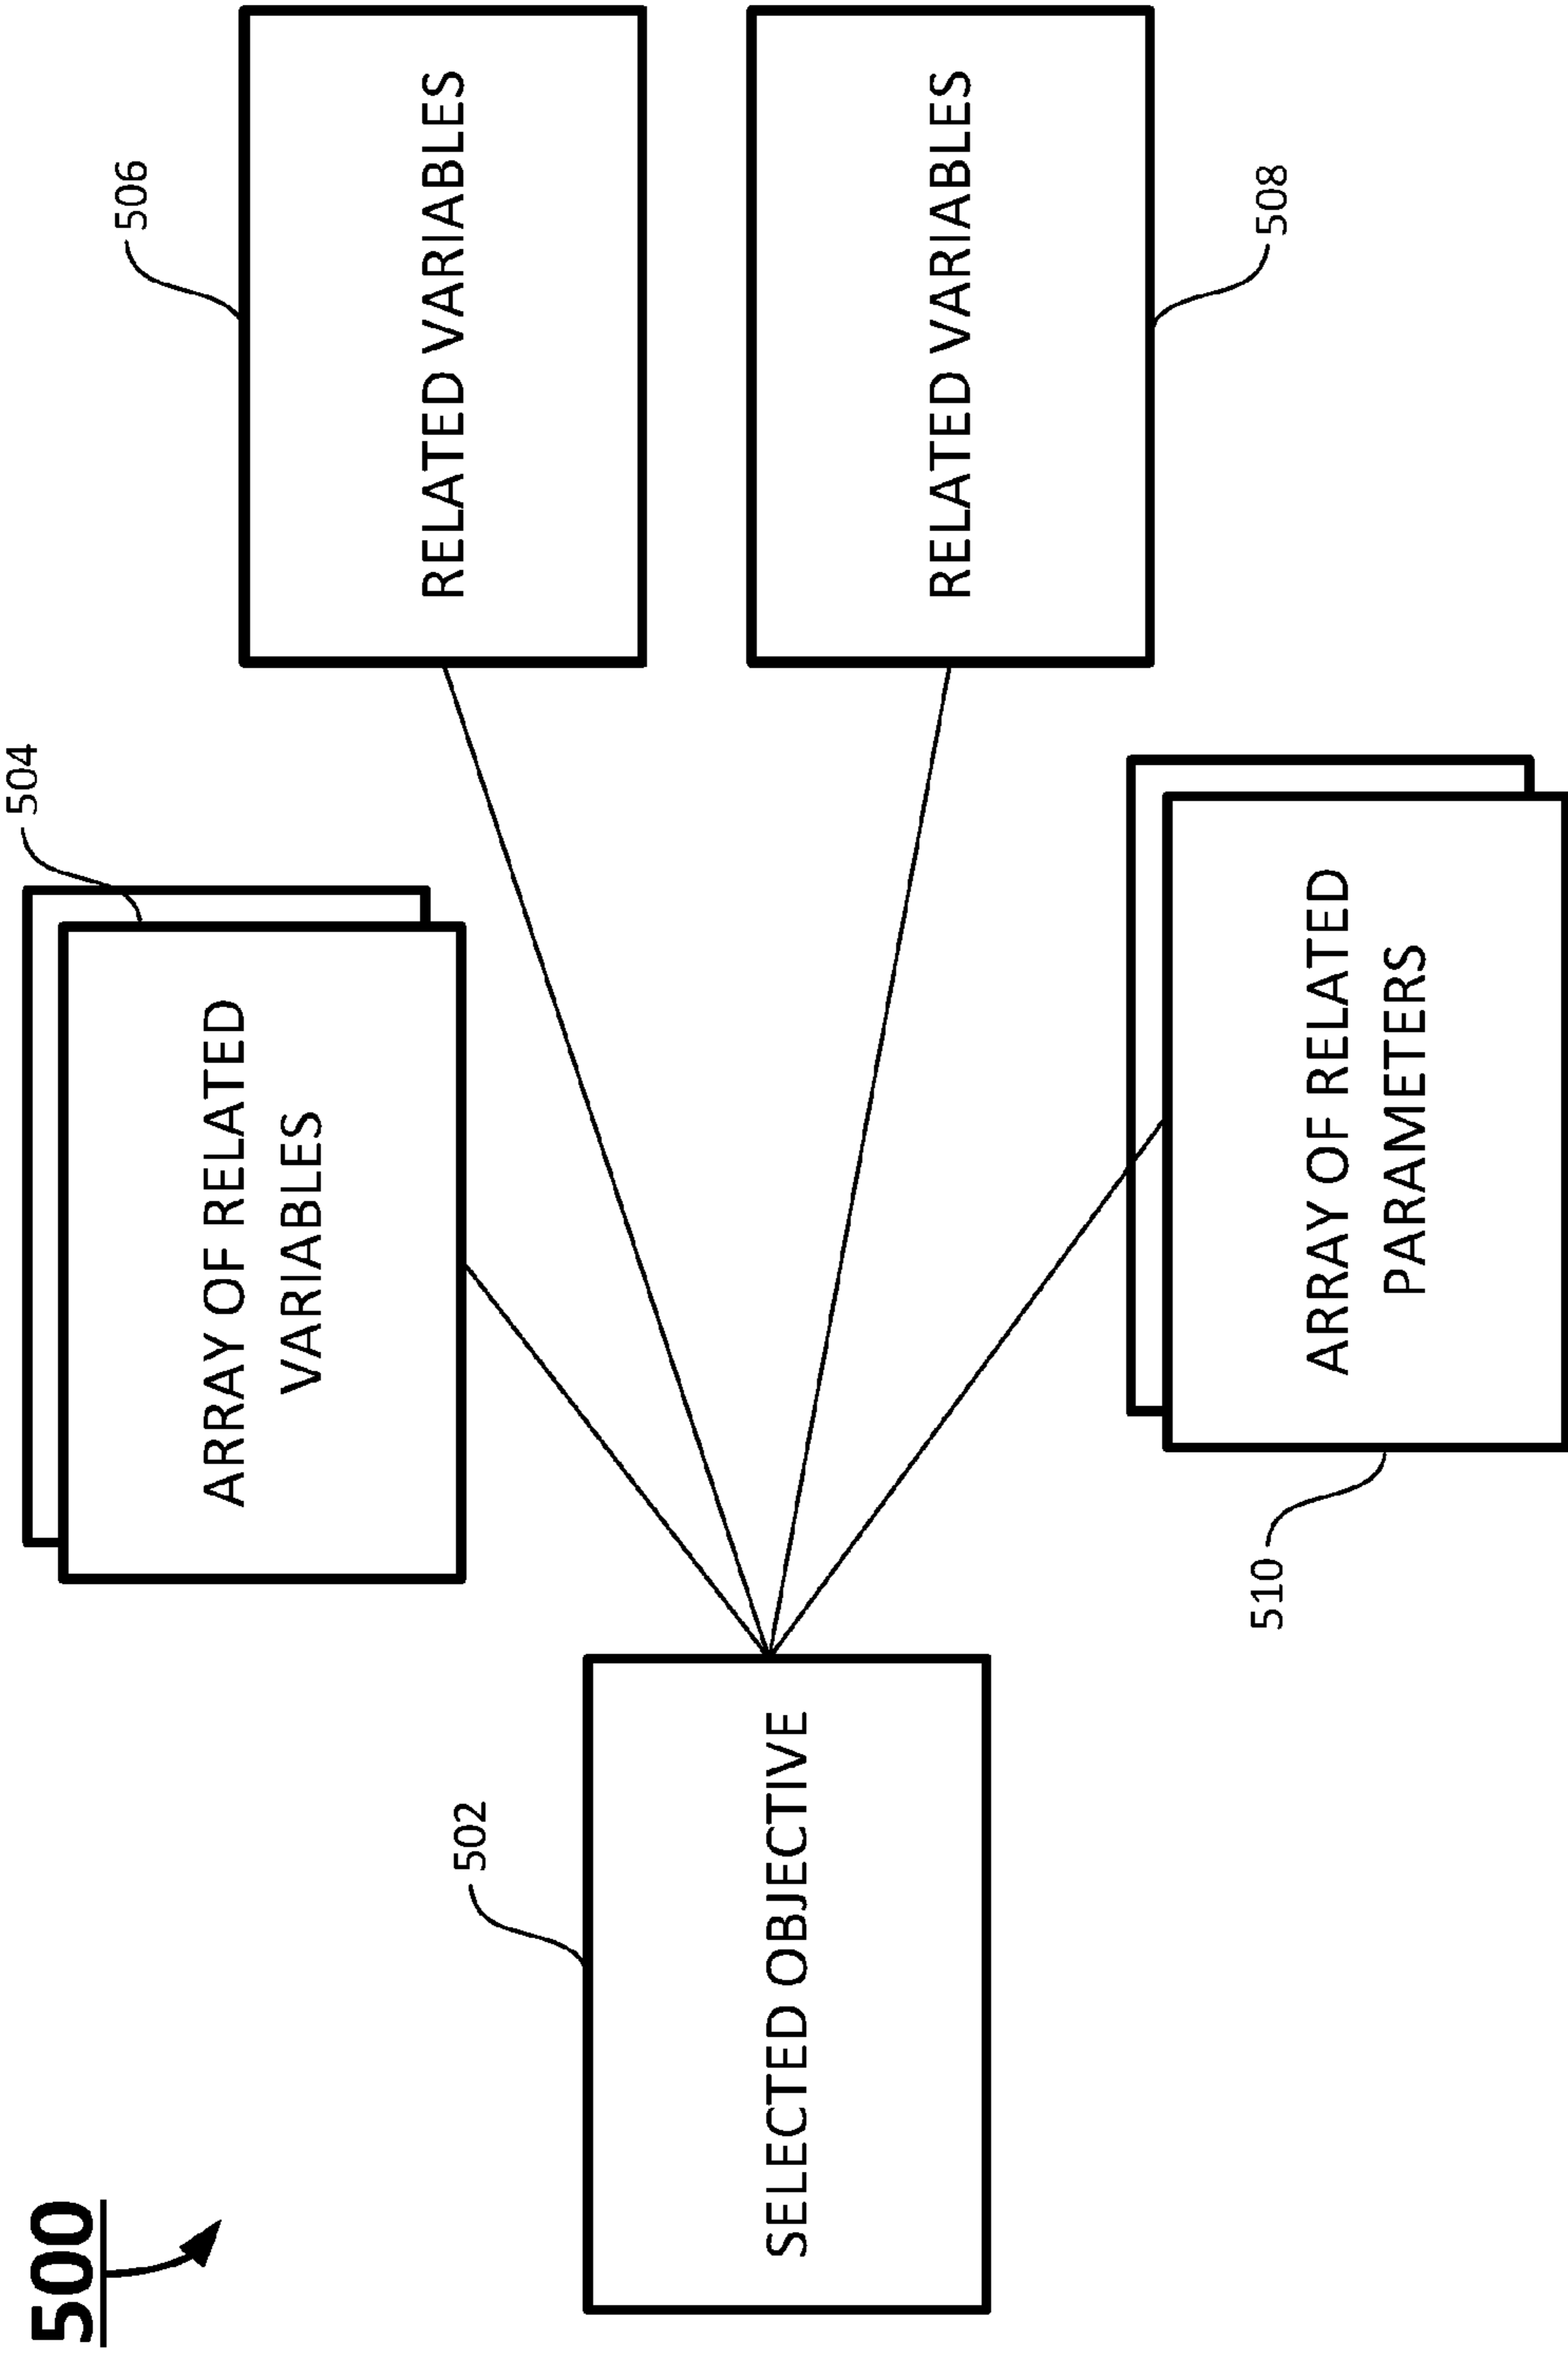 500
504
ARRAY OF RELATED
VARIABLES
506
RELATED VARIABLES
502
SELECTED OBJECTIVE
RELATED VARIABLES
508
510
ARRAY OF RELATED
PARAMETERS